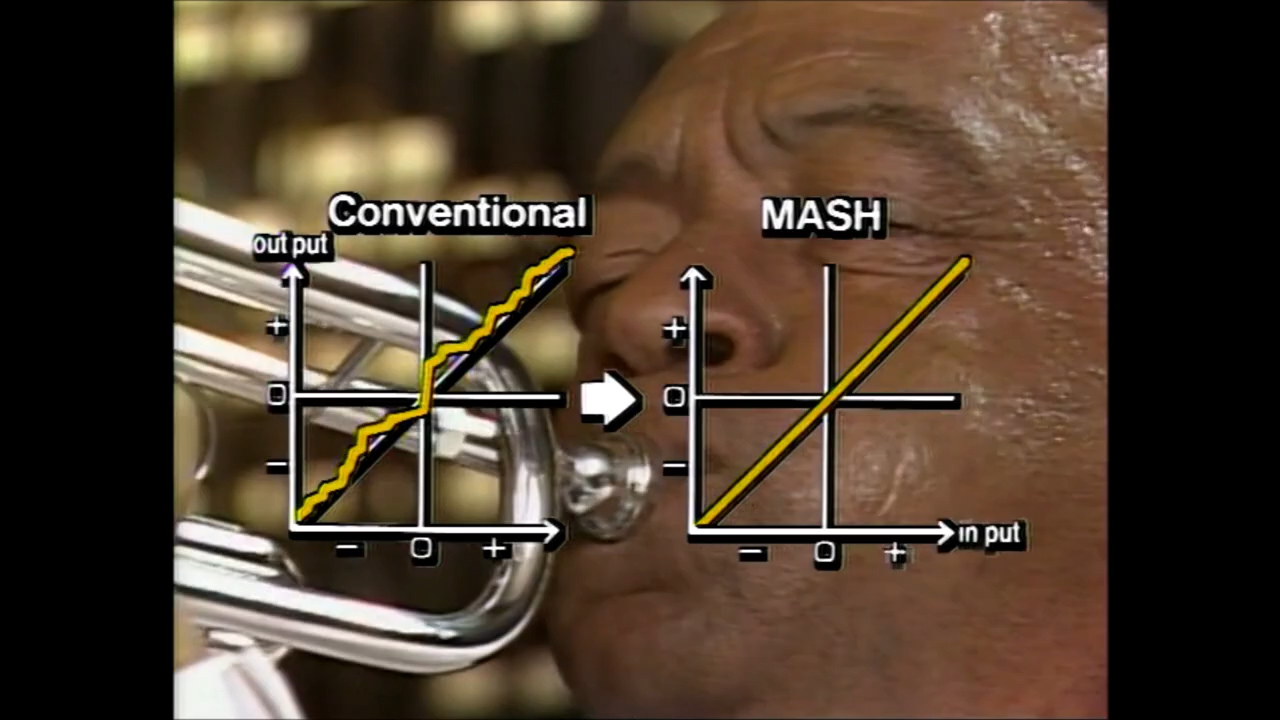 Conventional
MASH
out put
+
0
−
− 0 +
+
0
−
− 0 +
in put